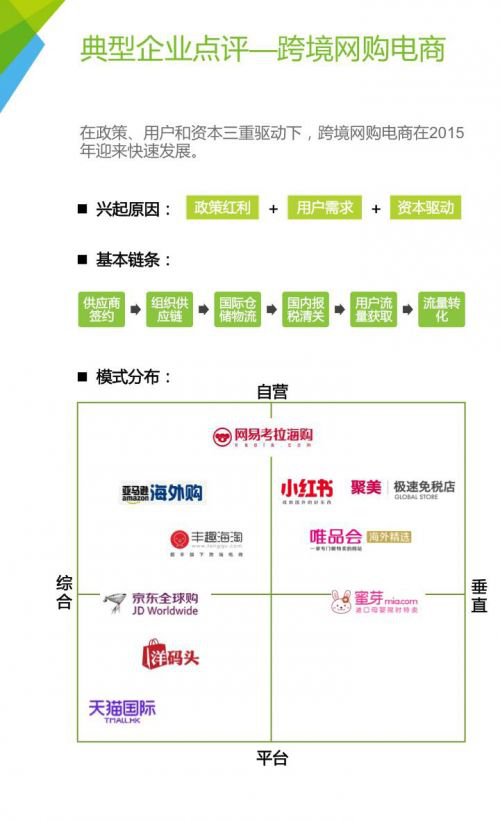 典型企业点评—跨境网购电商
在政策、用户和资本三重驱动下，跨境网购电商在2015
年迎来快速发展。
■ 兴起原因： 政策红利 + 用户需求 + 资本驱动
■ 基本链条：
供应商 组织供 国际仓 国内报 用户流 流量转
签约 应链 储物流 税清关 量获取 化
■ 模式分布：
自营
网易考拉海购
kaola.com
亚马逊 海外购
amazon
小红书
找到国外的好东西
聚美 极速免税店
GLOBAL STORE
丰趣海淘
www.fengqu.com
唯品会 海外精选
一家专门做特卖的网站
综
合
垂
直
京东全球购
JD Worldwide
蜜芽 mia.com
进口母婴限时特卖
洋码头
天猫国际
TMALL.HK
平台